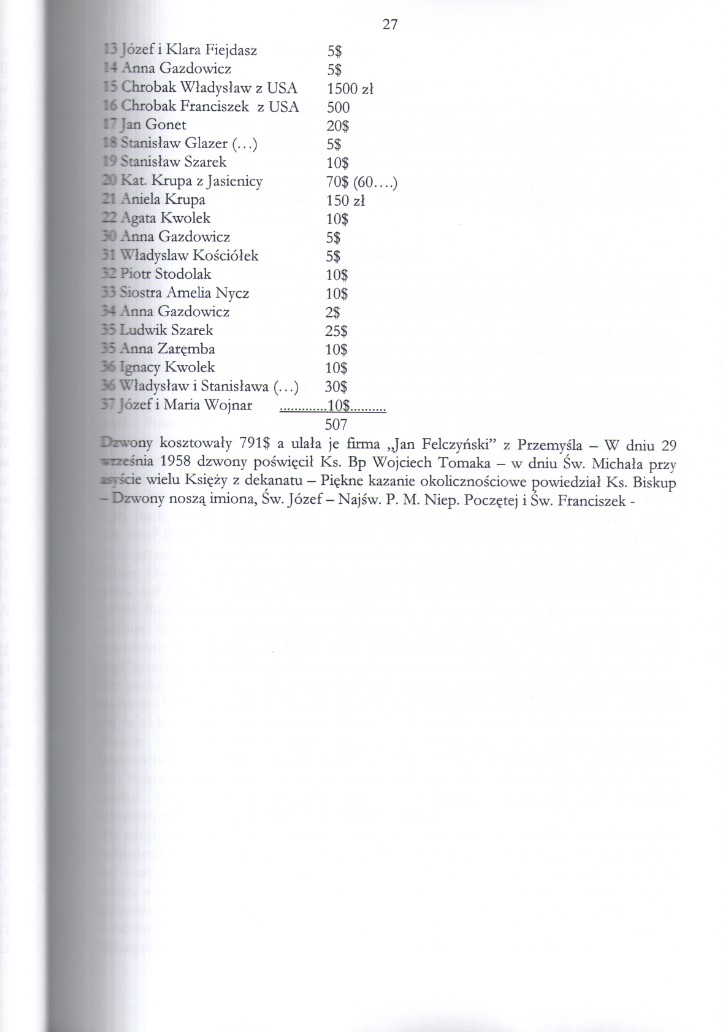 27
13 Józef i Klara Fiejdasz 5$
14 Anna Gazdowicz 5$
15 Chrobak Władysław z USA 1500 zł
16 Chrobak Franciszek z USA 500
17 Jan Gonet 20$
18 Stanisław Glazer (...) 5$
19 Stanisław Szarek 10$
20 Kat. Krupa z Jasienicy 70$ (60....)
21 Aniela Krupa 150 zł
22 Agata Kwolek 10$
30 Anna Gazdowicz 5$
31 Władysław Kościółek 5$
32 Piotr Stodolak 10$
33 Siostra Amelia Nycz 10$
34 Anna Gazdowicz 2$
35 Ludwik Szarek 25$
35 Anna Zaręmba 10$
36 Ignacy Kwolek 10$
36 Władysław i Stanisława (...) 30$
37 Józef i Maria Wojnar .............10$..........
507
Dzwony kosztowały 791$ a ulała je firma „Jan Felczyński” z Przemyśla – W dniu 29
września 1958 dzwony poświęcił Ks. Bp Wojciech Tomaka – w dniu Św. Michała przy
asyście wielu Księży z dekanatu – Piękne kazanie okolicznościowe powiedział Ks. Biskup
– Dzwony noszą imiona, Św. Józef – Najśw. P. M. Niep. Poczętej i Św. Franciszek -